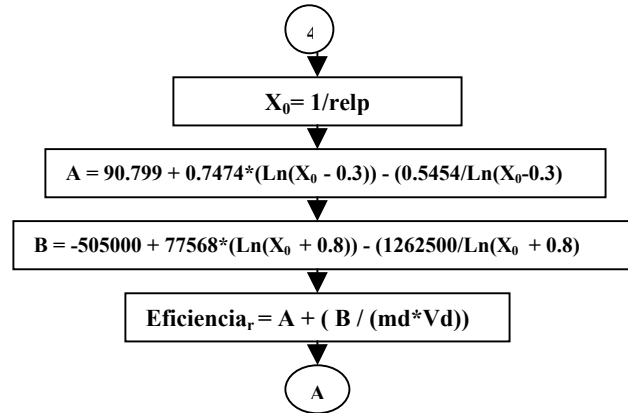 4
X₀= 1/relp
A = 90.799 + 0.7474*(Ln(X₀ - 0.3)) - (0.5454/Ln(X₀-0.3)
B = -505000 + 77568*(Ln(X₀ + 0.8)) - (1262500/Ln(X₀ + 0.8)
Eficienciaᵣ = A + ( B / (md*Vd))
A